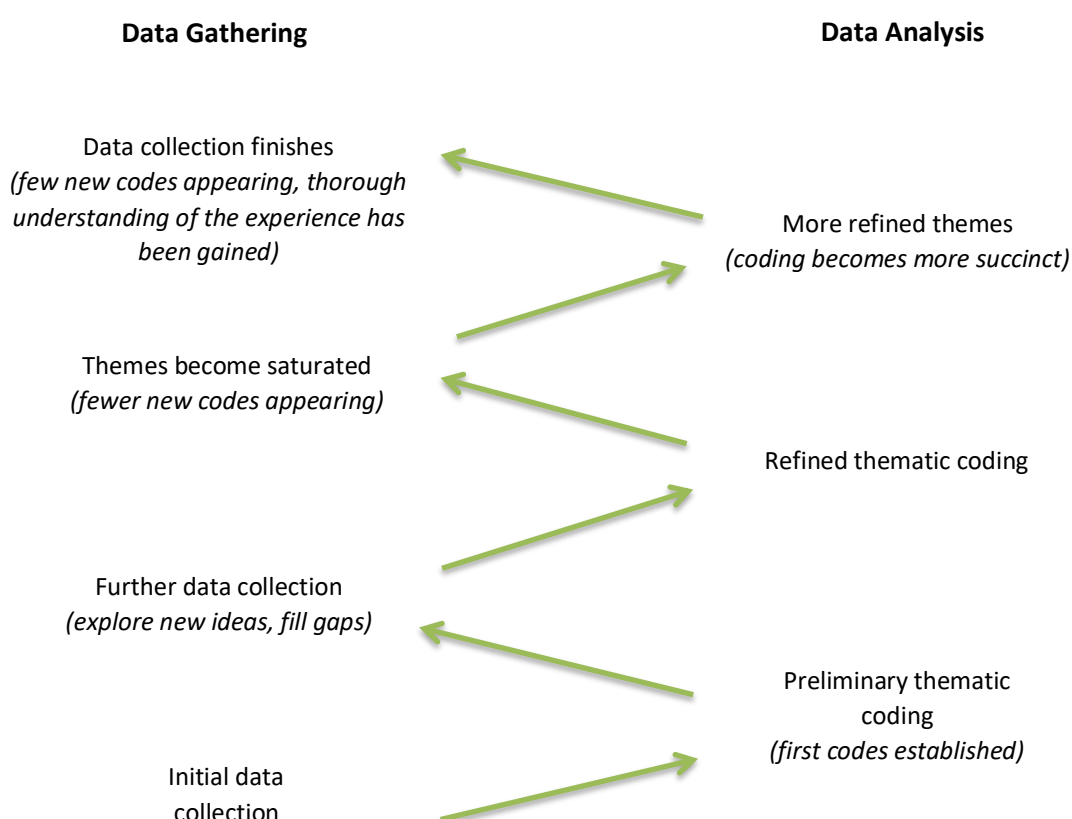 Data Gathering
Data Analysis
Data collection finishes
(few new codes appearing, thorough
understanding of the experience has
been gained)
More refined themes
(coding becomes more succinct)
Themes become saturated
(fewer new codes appearing)
Refined thematic coding
Further data collection
(explore new ideas, fill gaps)
Preliminary thematic
coding
(first codes established)
Initial data
collection